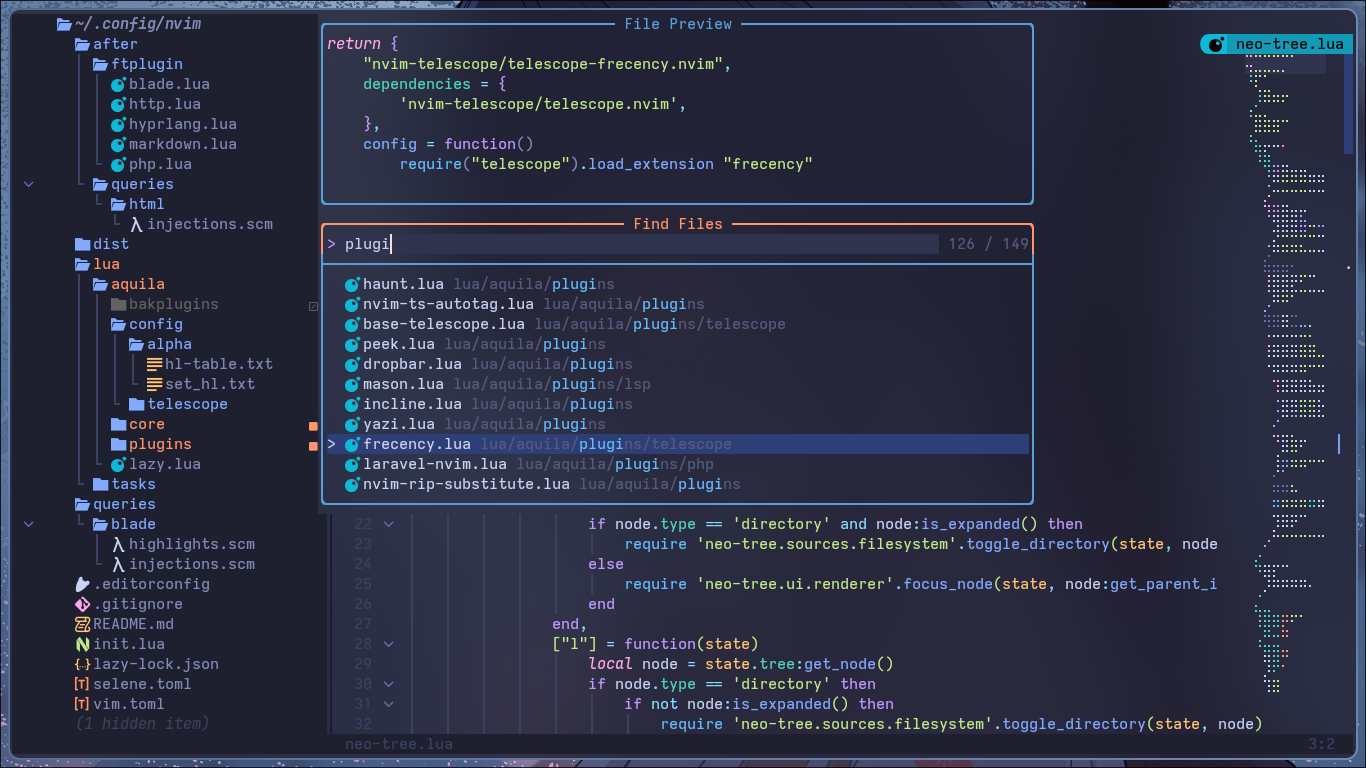 ~/.config/nvim
after
ftplugin
blade.lua
http.lua
hyprlang.lua
markdown.lua
php.lua
queries
html
injections.scm
dist
lua
aquila
bakplugins
config
alpha
hl-table.txt
set_hl.txt
telescope
core
plugins
lazy.lua
tasks
queries
blade
highlights.scm
injections.scm
.editorconfig
.gitignore
README.md
init.lua
lazy-lock.json
selene.toml
vim.toml
(1 hidden item)
File Preview
return {
    "nvim-telescope/telescope-frecency.nvim",
    dependencies = {
        'nvim-telescope/telescope.nvim',
    },
    config = function()
        require("telescope").load_extension "frecency"
neo-tree.lua
Find Files
> plugi 126 / 149
haunt.lua lua/aquila/plugins
nvim-ts-autotag.lua lua/aquila/plugins
base-telescope.lua lua/aquila/plugins/telescope
peek.lua lua/aquila/plugins
dropbar.lua lua/aquila/plugins
mason.lua lua/aquila/plugins/lsp
incline.lua lua/aquila/plugins
yazi.lua lua/aquila/plugins
> frecency.lua lua/aquila/plugins/telescope
laravel-nvim.lua lua/aquila/plugins/php
nvim-rip-substitute.lua lua/aquila/plugins
22 if node.type == 'directory' and node:is_expanded() then
23 require 'neo-tree.sources.filesystem'.toggle_directory(state, node
24 else
25 require 'neo-tree.ui.renderer'.focus_node(state, node:get_parent_i
26 end
27 end,
28 ["l"] = function(state)
29 local node = state.tree:get_node()
30 if node.type == 'directory' then
31 if not node:is_expanded() then
32 require 'neo-tree.sources.filesystem'.toggle_directory(state, node)
neo-tree.lua 3:2